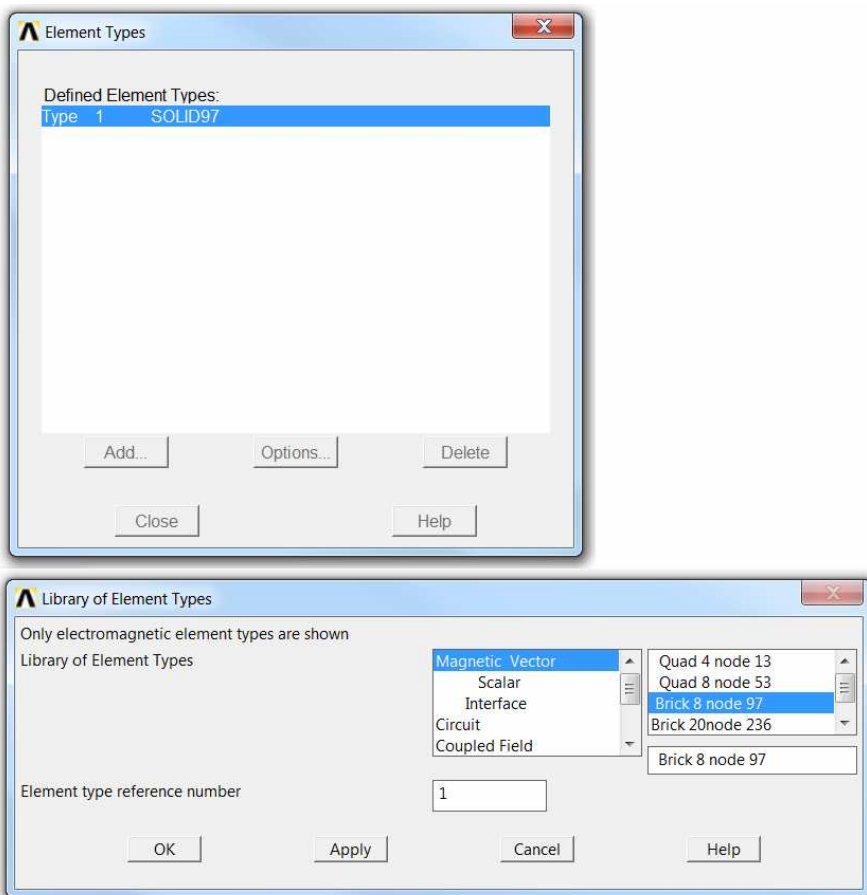 Element Types
Defined Element Types:
Type 1 SOLID97
Add... Options... Delete
Close Help
Library of Element Types
Only electromagnetic element types are shown
Library of Element Types
Magnetic Vector
Scalar
Interface
Circuit
Coupled Field
Quad 4 node 13
Quad 8 node 53
Brick 8 node 97
Brick 20node 236
Brick 8 node 97
Element type reference number
1
OK Apply Cancel Help